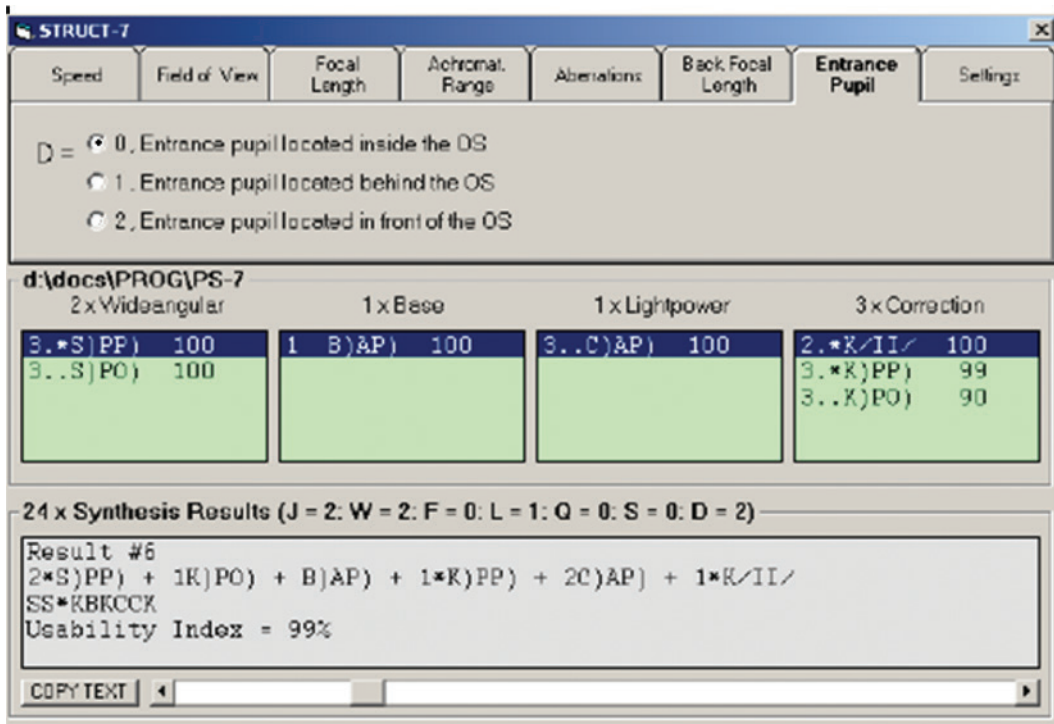 STRUCT-7
Speed
Field of View
Focal
Length
Achromat.
Range
Aberrations
Back Focal
Length
Entrance
Pupil
Settings
D =
0, Entrance pupil located inside the OS
1, Entrance pupil located behind the OS
2, Entrance pupil located in front of the OS
d:\docs\PROG\PS-7
2 x Wideangular 1 x Base 1 x Lightpower 3 x Correction
3.*S)PP) 100
3..S)PO) 100
1 B)AP) 100
3..C)AP) 100
2.*K/II/ 100
3.*K)PP) 99
3..K)PO) 90
24 x Synthesis Results (J = 2: W = 2: F = 0: L = 1: Q = 0: S = 0: D = 2)
Result #6
2*S)PP) + 1K)PO) + B)AP) + 1*K)PP) + 2C)AP) + 1*K/II/
SS*KBKCCK
Usability Index = 99%
COPY TEXT